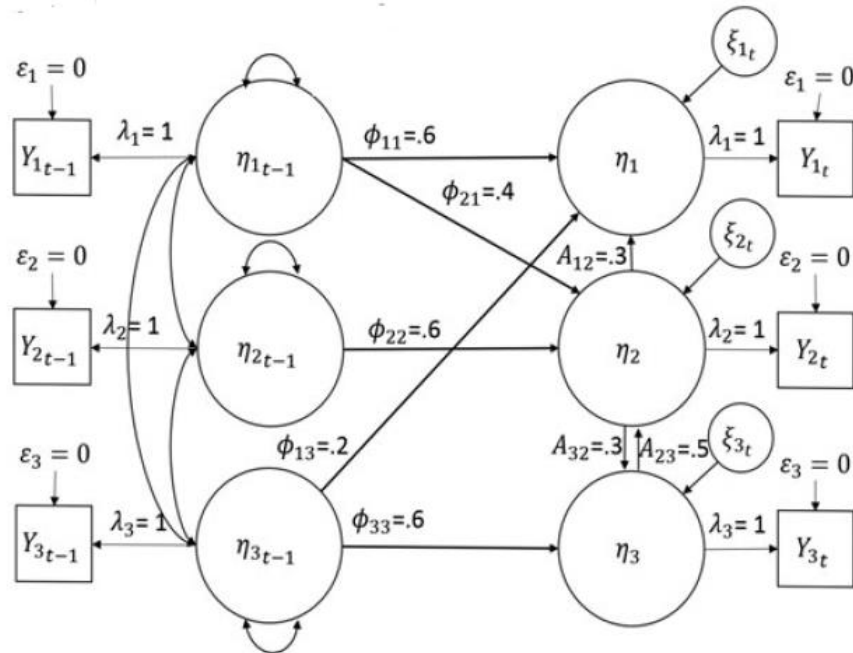 ξ₁ₜ
ε₁ = 0
ε₁ = 0
λ₁= 1
ϕ₁₁=.6
λ₁= 1
Y₁ₜ₋₁
η₁ₜ₋₁
η₁
Y₁ₜ
ϕ₂₁=.4
ξ₂ₜ
ε₂ = 0
A₁₂=.3
ε₂ = 0
λ₂= 1
ϕ₂₂=.6
λ₂= 1
Y₂ₜ₋₁
η₂ₜ₋₁
η₂
Y₂ₜ
ξ₃ₜ
ε₃ = 0
ϕ₁₃=.2
A₃₂=.3
A₂₃=.5
ε₃ = 0
λ₃= 1
ϕ₃₃=.6
λ₃= 1
Y₃ₜ₋₁
η₃ₜ₋₁
η₃
Y₃ₜ